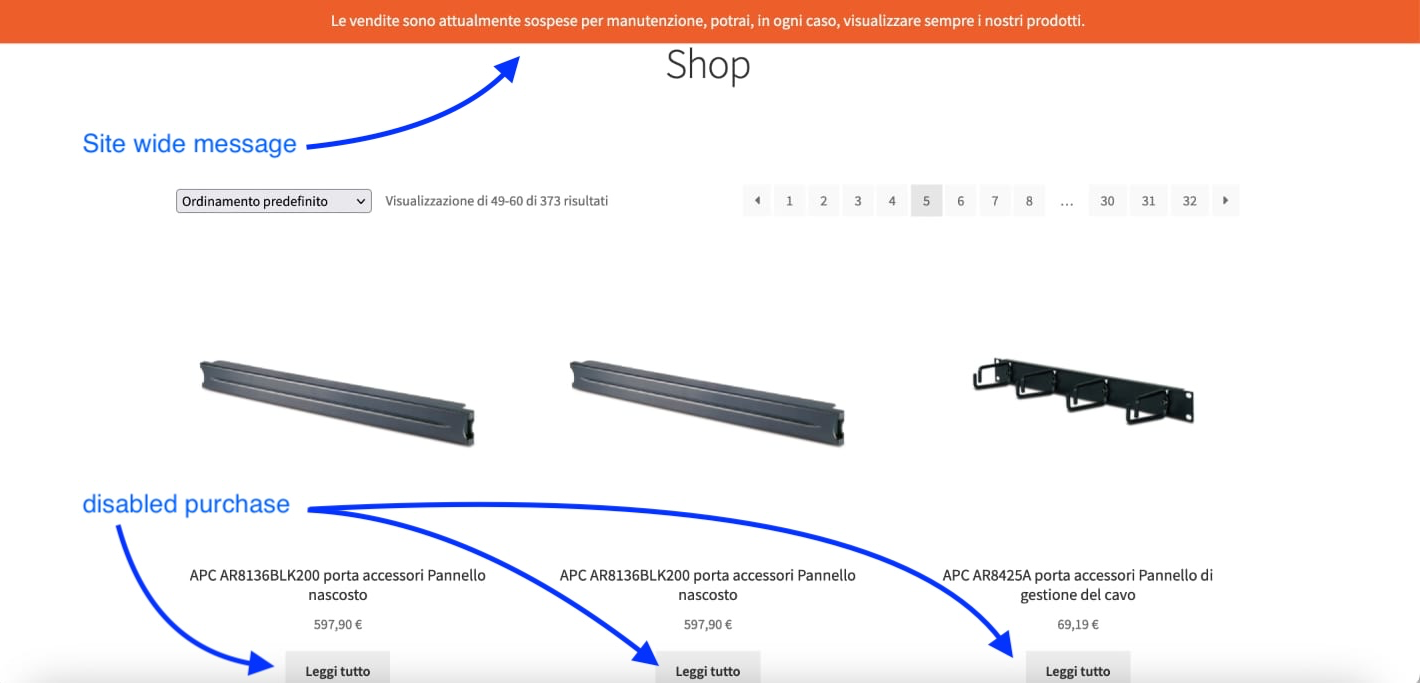 Le vendite sono attualmente sospese per manutenzione, potrai, in ogni caso, visualizzare sempre i nostri prodotti.
Shop
Site wide message
Ordinamento predefinito Visualizzazione di 49-60 di 373 risultati 1 2 3 4 5 6 7 8 … 30 31 32
disabled purchase
APC AR8136BLK200 porta accessori Pannello
nascosto
597,90 €
Leggi tutto
APC AR8136BLK200 porta accessori Pannello
nascosto
597,90 €
Leggi tutto
APC AR8425A porta accessori Pannello di
gestione del cavo
69,19 €
Leggi tutto